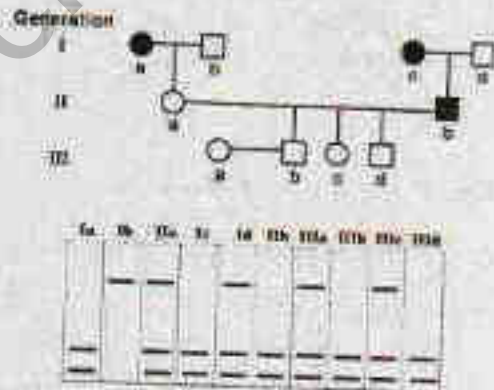 Generation
I
a b c d
II
a b
III
a b c d
Ia Ib IIa Ic Id IIb IIIa IIIb IIIc IIId